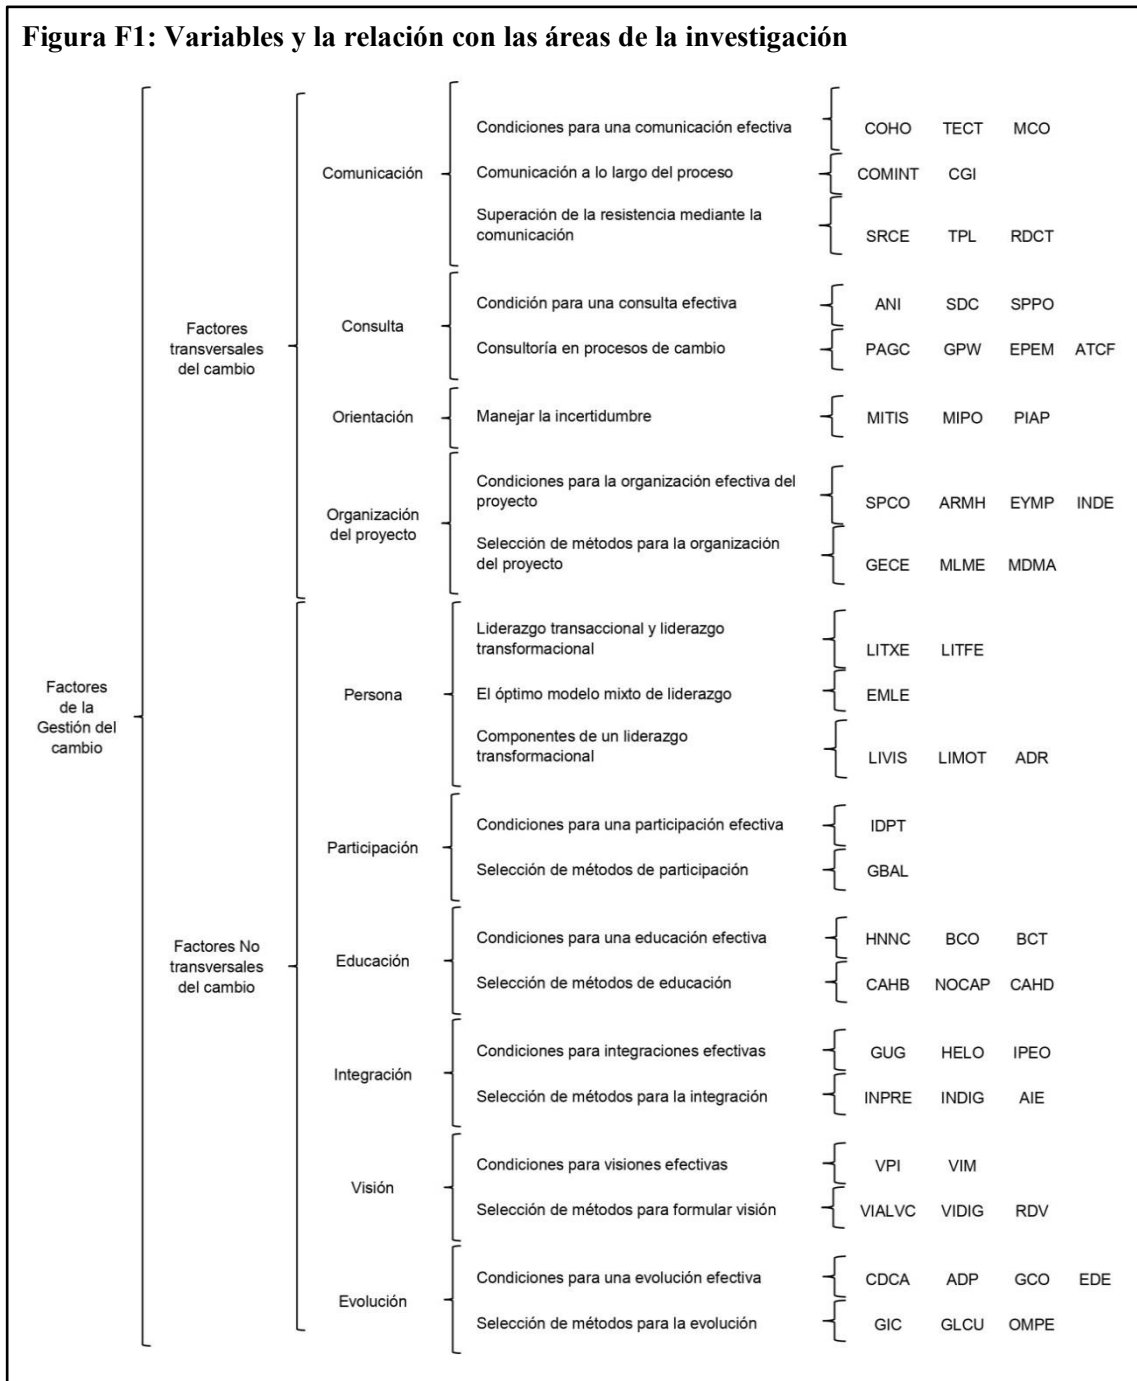 Figura F1: Variables y la relación con las áreas de la investigación
Factores
de la
Gestión del
cambio
Factores
transversales
del cambio
Comunicación
Condiciones para una comunicación efectiva
COHO TECT MCO
Comunicación a lo largo del proceso
COMINT CGI
Superación de la resistencia mediante la
comunicación
SRCE TPL RDCT
Consulta
Condición para una consulta efectiva
ANI SDC SPPO
Consultoría en procesos de cambio
PAGC GPW EPEM ATCF
Orientación
Manejar la incertidumbre
MITIS MIPO PIAP
Organización
del proyecto
Condiciones para la organización efectiva del
proyecto
SPCO ARMH EYMP INDE
Selección de métodos para la organización
del proyecto
GECE MLME MDMA
Factores No
transversales
del cambio
Persona
Liderazgo transaccional y liderazgo
transformacional
LITXE LITFE
El óptimo modelo mixto de liderazgo
EMLE
Componentes de un liderazgo
transformacional
LIVIS LIMOT ADR
Participación
Condiciones para una participación efectiva
IDPT
Selección de métodos de participación
GBAL
Educación
Condiciones para una educación efectiva
HNNC BCO BCT
Selección de métodos de educación
CAHB NOCAP CAHD
Integración
Condiciones para integraciones efectivas
GUG HELO IPEO
Selección de métodos para la integración
INPRE INDIG AIE
Visión
Condiciones para visiones efectivas
VPI VIM
Selección de métodos para formular visión
VIALVC VIDIG RDV
Evolución
Condiciones para una evolución efectiva
CDCA ADP GCO EDE
Selección de métodos para la evolución
GIC GLCU OMPE